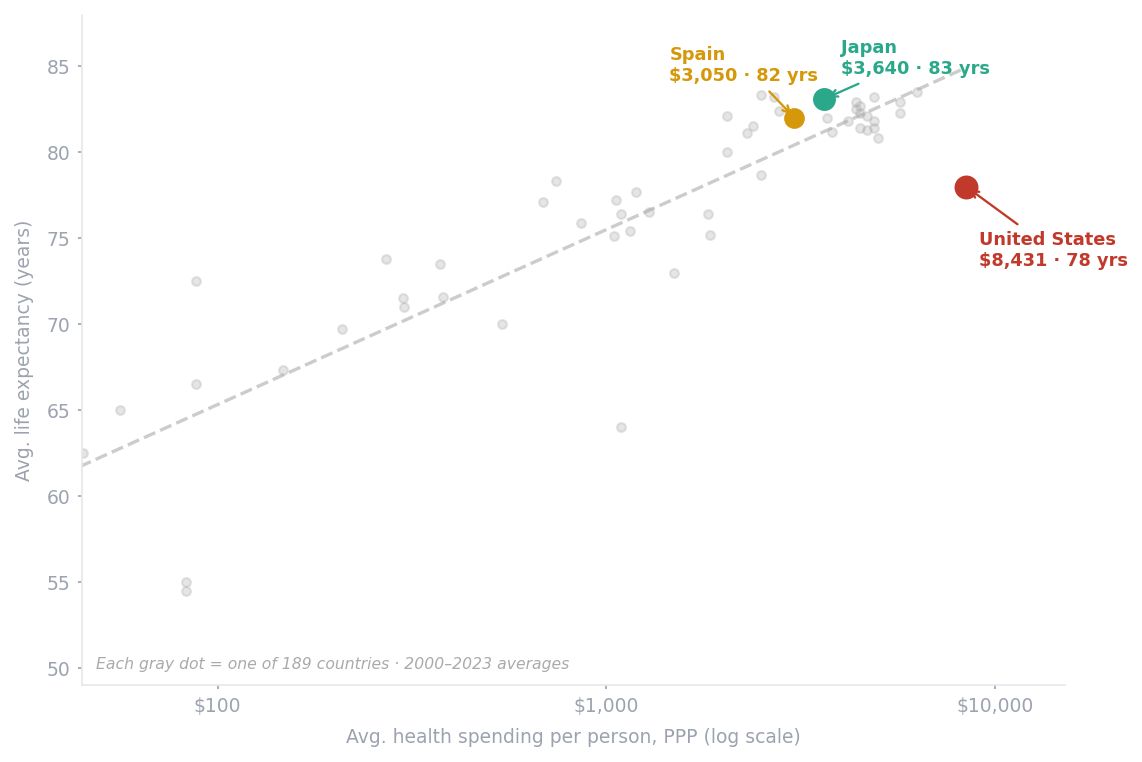 Spain
$3,050 · 82 yrs
Japan
$3,640 · 83 yrs
United States
$8,431 · 78 yrs
85
80
75
70
65
60
55
50
Avg. life expectancy (years)
Each gray dot = one of 189 countries · 2000–2023 averages
$100
$1,000
$10,000
Avg. health spending per person, PPP (log scale)